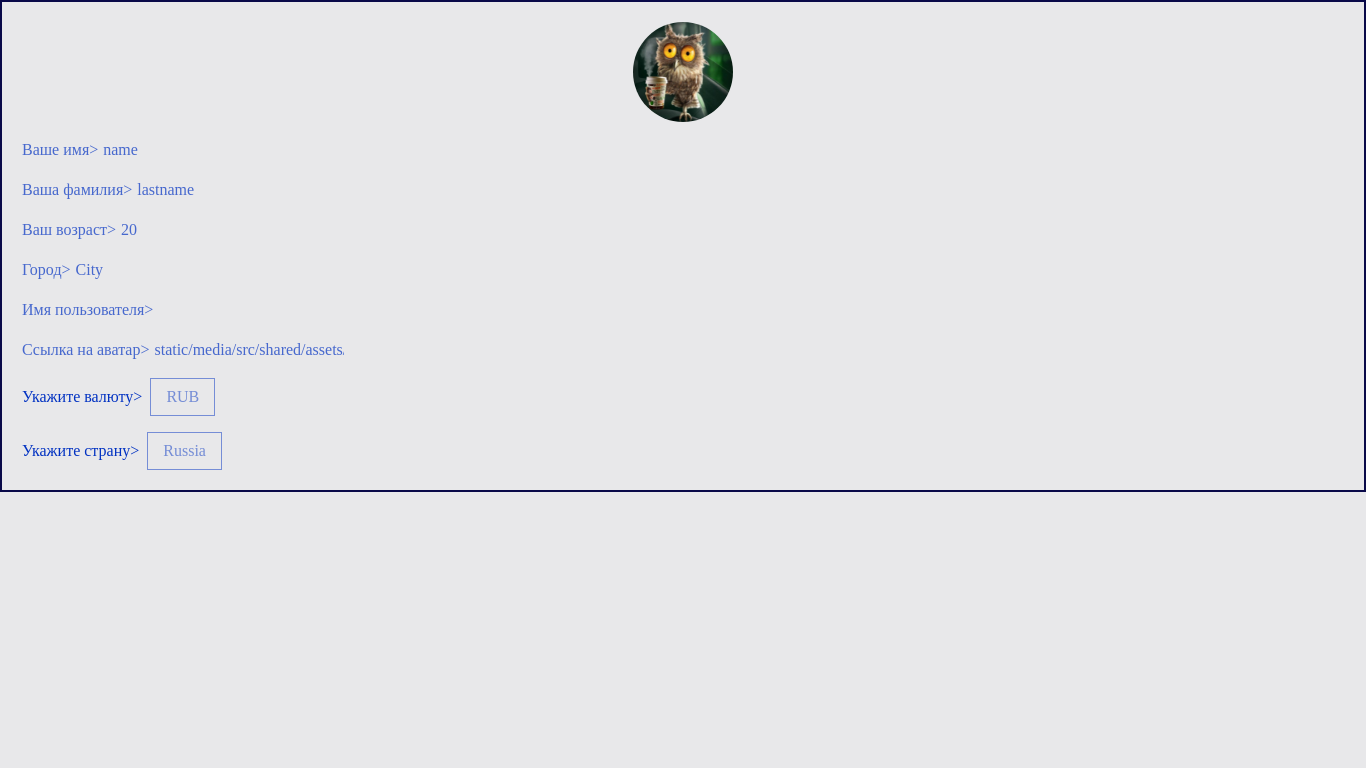 Ваше имя> name
Ваша фамилия> lastname
Ваш возраст> 20
Город> City
Имя пользователя>
Ссылка на аватар> static/media/src/shared/assets
Укажите валюту> RUB
Укажите страну> Russia